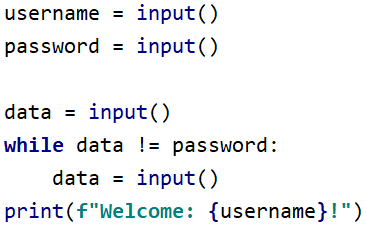 username = input()
password = input()

data = input()
while data != password:
    data = input()
print(f"Welcome: {username}!")